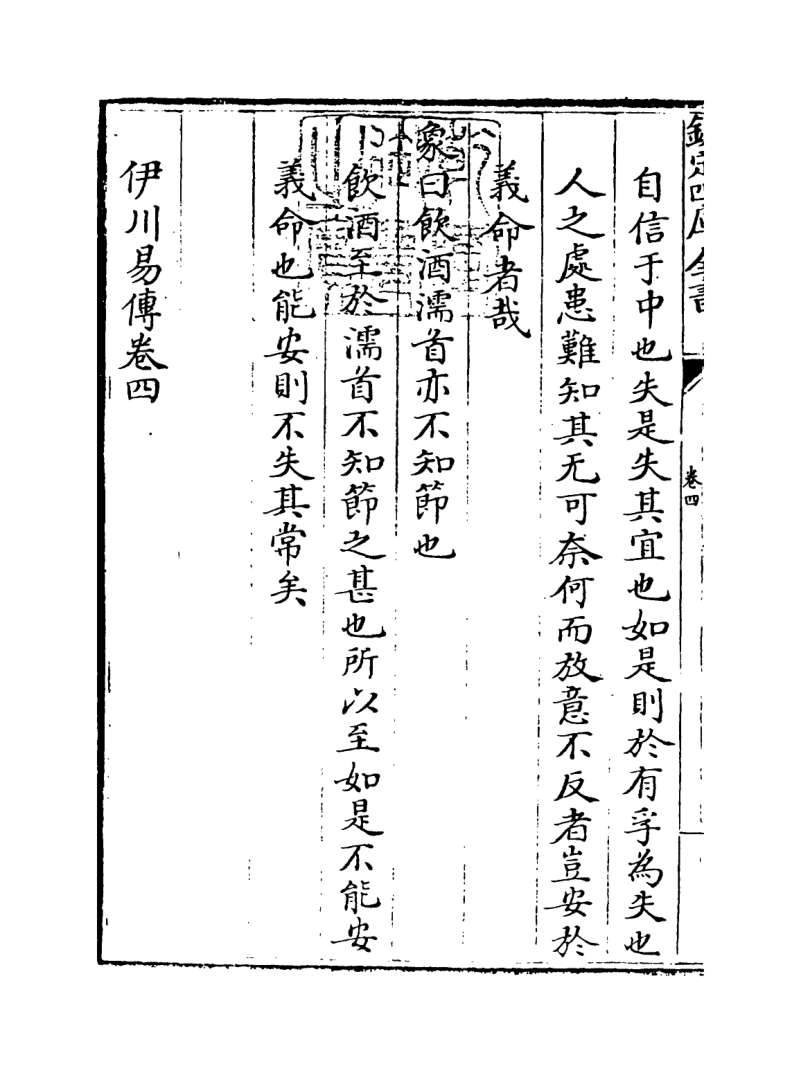 欽定四庫全書
卷四
自信于中也失是失其宜也如是則於有孚為失也
人之處患難知其无可奈何而放意不反者豈安於
義命者哉
象曰飲酒濡首亦不知節也
飲酒至於濡首不知節之甚也所以至如是不能安
義命也能安則不失其常矣
伊川易傳卷四